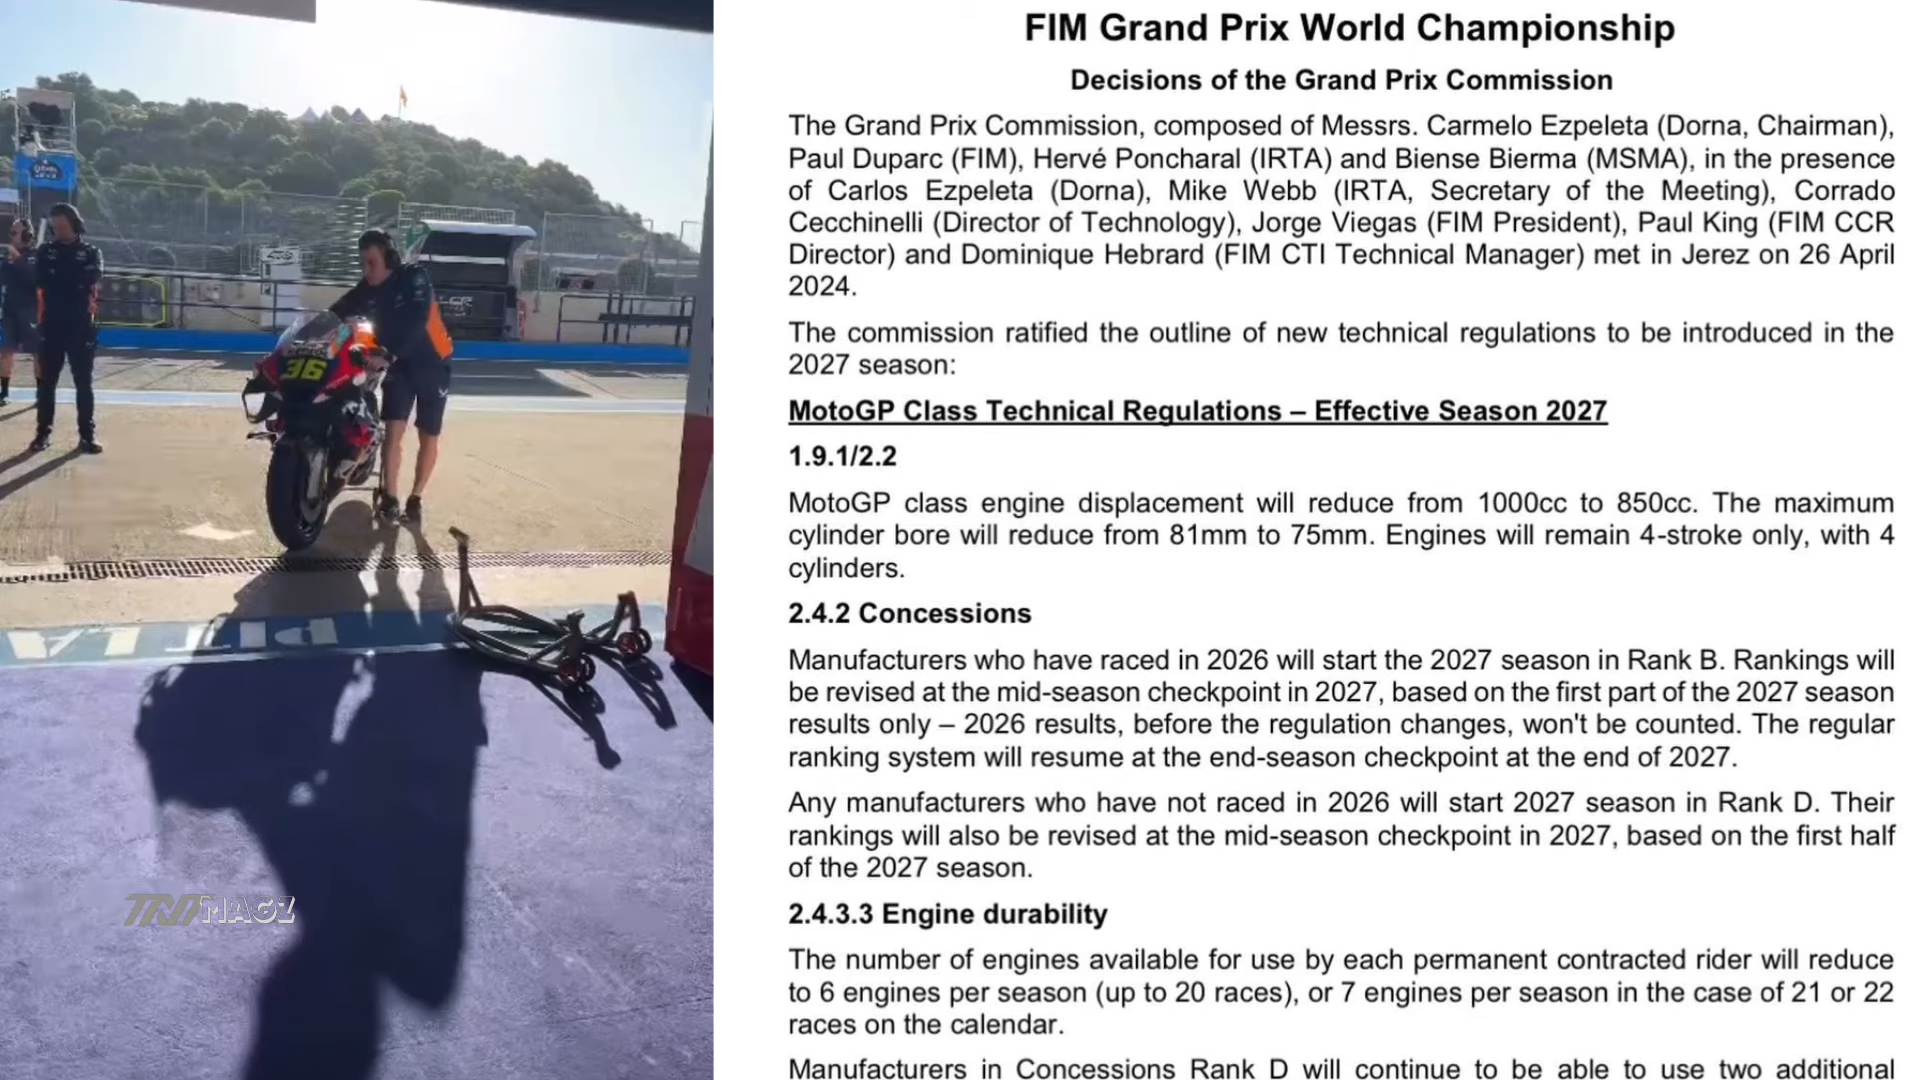 36
TROMAGZ
FIM Grand Prix World Championship
Decisions of the Grand Prix Commission
The Grand Prix Commission, composed of Messrs. Carmelo Ezpeleta (Dorna, Chairman),
Paul Duparc (FIM), Hervé Poncharal (IRTA) and Biense Bierma (MSMA), in the presence
of Carlos Ezpeleta (Dorna), Mike Webb (IRTA, Secretary of the Meeting), Corrado
Cecchinelli (Director of Technology), Jorge Viegas (FIM President), Paul King (FIM CCR
Director) and Dominique Hebrard (FIM CTI Technical Manager) met in Jerez on 26 April
2024.
The commission ratified the outline of new technical regulations to be introduced in the
2027 season:
MotoGP Class Technical Regulations – Effective Season 2027
1.9.1/2.2
MotoGP class engine displacement will reduce from 1000cc to 850cc. The maximum
cylinder bore will reduce from 81mm to 75mm. Engines will remain 4-stroke only, with 4
cylinders.
2.4.2 Concessions
Manufacturers who have raced in 2026 will start the 2027 season in Rank B. Rankings will
be revised at the mid-season checkpoint in 2027, based on the first part of the 2027 season
results only – 2026 results, before the regulation changes, won't be counted. The regular
ranking system will resume at the end-season checkpoint at the end of 2027.
Any manufacturers who have not raced in 2026 will start 2027 season in Rank D. Their
rankings will also be revised at the mid-season checkpoint in 2027, based on the first half
of the 2027 season.
2.4.3.3 Engine durability
The number of engines available for use by each permanent contracted rider will reduce
to 6 engines per season (up to 20 races), or 7 engines per season in the case of 21 or 22
races on the calendar.
Manufacturers in Concessions Rank D will continue to be able to use two additional